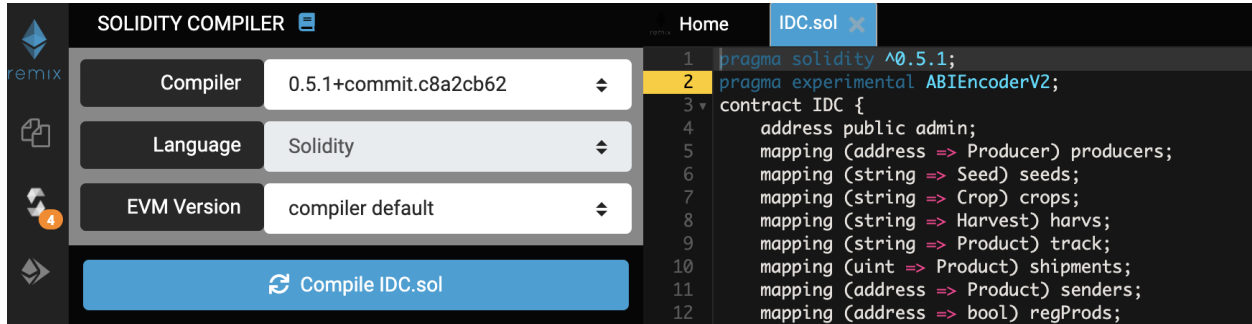 remix
4
SOLIDITY COMPILER
Compiler
0.5.1+commit.c8a2cb62
Language
Solidity
EVM Version
compiler default
Compile IDC.sol
remix
Home
IDC.sol
1 pragma solidity ^0.5.1;
2 pragma experimental ABIEncoderV2;
3 contract IDC {
4 address public admin;
5 mapping (address => Producer) producers;
6 mapping (string => Seed) seeds;
7 mapping (string => Crop) crops;
8 mapping (string => Harvest) harvs;
9 mapping (string => Product) track;
10 mapping (uint => Product) shipments;
11 mapping (address => Product) senders;
12 mapping (address => bool) regProds;